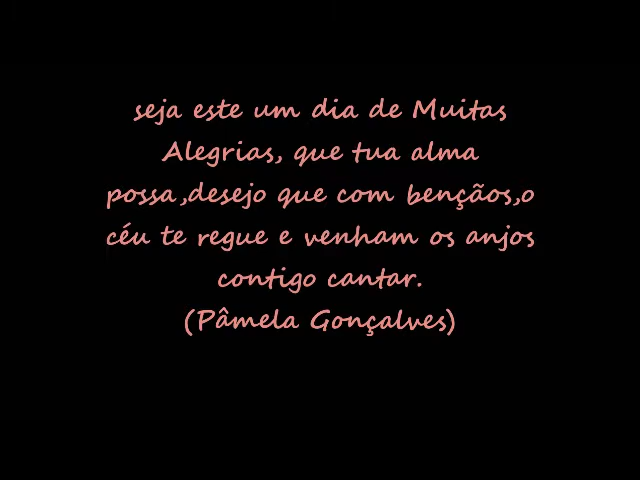 seja este um dia de Muitas
Alegrias, que tua alma
possa,desejo que com bençãos,o
céu te regue e venham os anjos
contigo cantar.
(Pâmela Gonçalves)